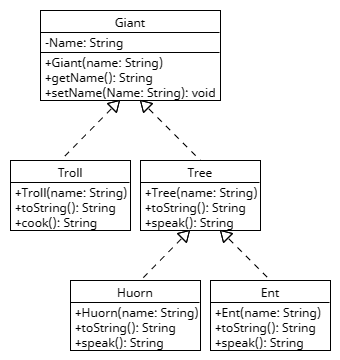 Giant
-Name: String
+Giant(name: String)
+getName(): String
+setName(Name: String): void
Troll
+Troll(name: String)
+toString(): String
+cook(): String
Tree
+Tree(name: String)
+toString(): String
+speak(): String
Huorn
+Huorn(name: String)
+toString(): String
+speak(): String
Ent
+Ent(name: String)
+toString(): String
+speak(): String